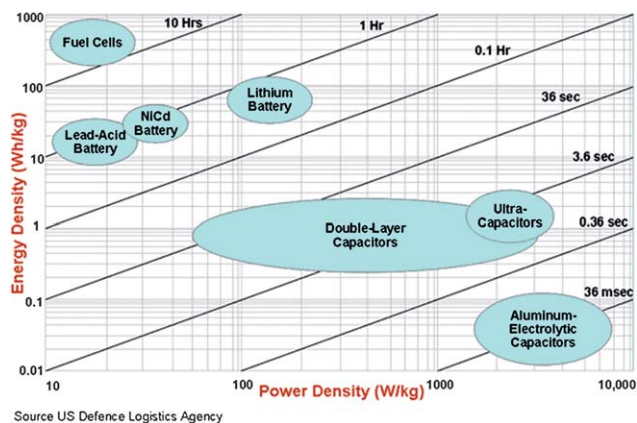 1000
10 Hrs
1 Hr
Fuel Cells
0.1 Hr
100
Lithium
Battery
36 sec
NiCd
Battery
Lead-Acid
Battery
10
3.6 sec
Ultra-
Capacitors
1
Double-Layer
Capacitors
0.36 sec
Energy Density (Wh/kg)
0.1
36 msec
Aluminum-
Electrolytic
Capacitors
0.01
10
100
1000
10,000
Power Density (W/kg)
Source US Defence Logistics Agency